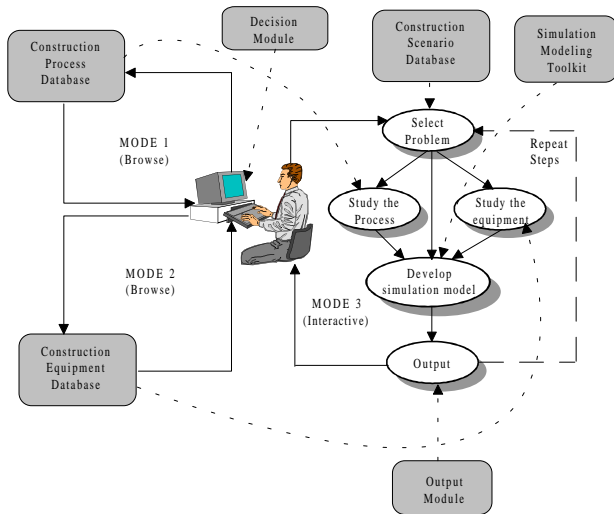 Construction
Process
Database
Decision
Module
Construction
Scenario
Database
Simulation
Modeling
Toolkit
MODE 1
(Browse)
Select
Problem
Repeat
Steps
Study the
Process
Study the
equipment
MODE 2
(Browse)
Develop
simulation model
MODE 3
(Interactive)
Construction
Equipment
Database
Output
Output
Module